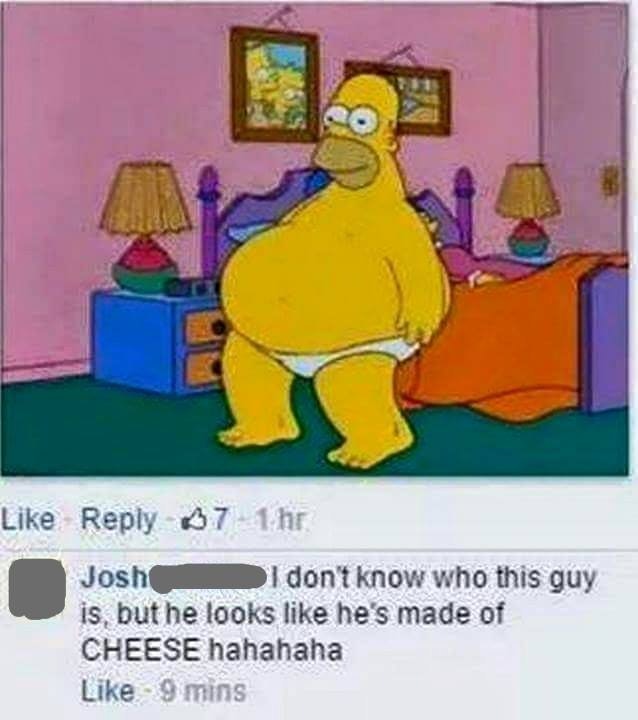 Like · Reply · 7 · 1 hr
Josh I don't know who this guy
is, but he looks like he's made of
CHEESE hahahaha
Like · 9 mins